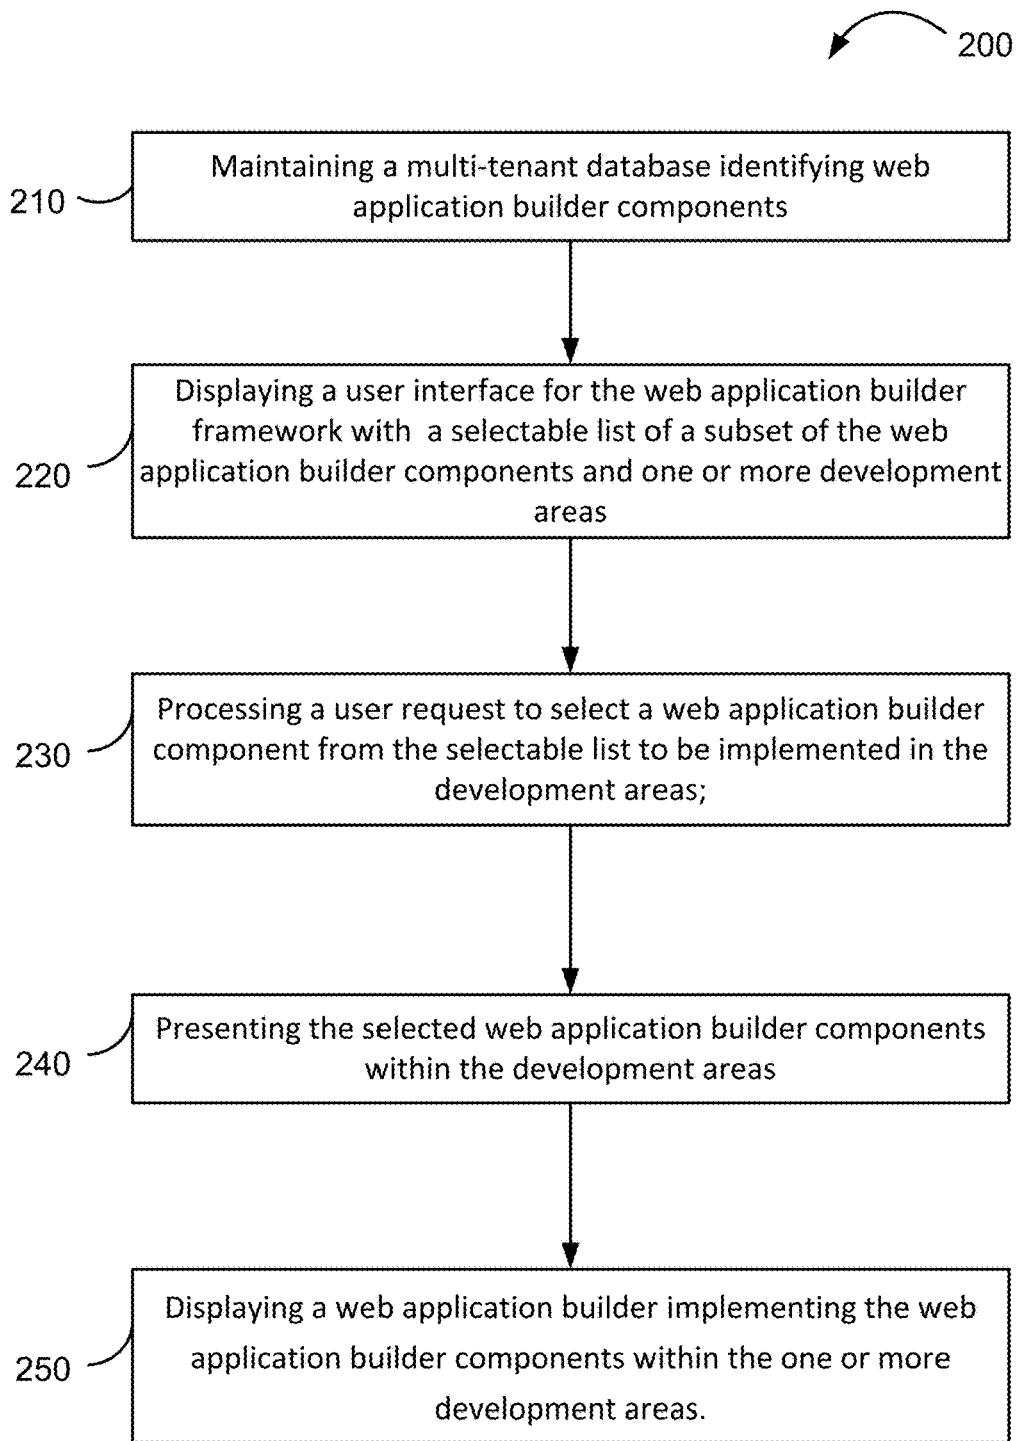 200
210
Maintaining a multi-tenant database identifying web
application builder components
220
Displaying a user interface for the web application builder
framework with a selectable list of a subset of the web
application builder components and one or more development
areas
230
Processing a user request to select a web application builder
component from the selectable list to be implemented in the
development areas;
240
Presenting the selected web application builder components
within the development areas
250
Displaying a web application builder implementing the web
application builder components within the one or more
development areas.